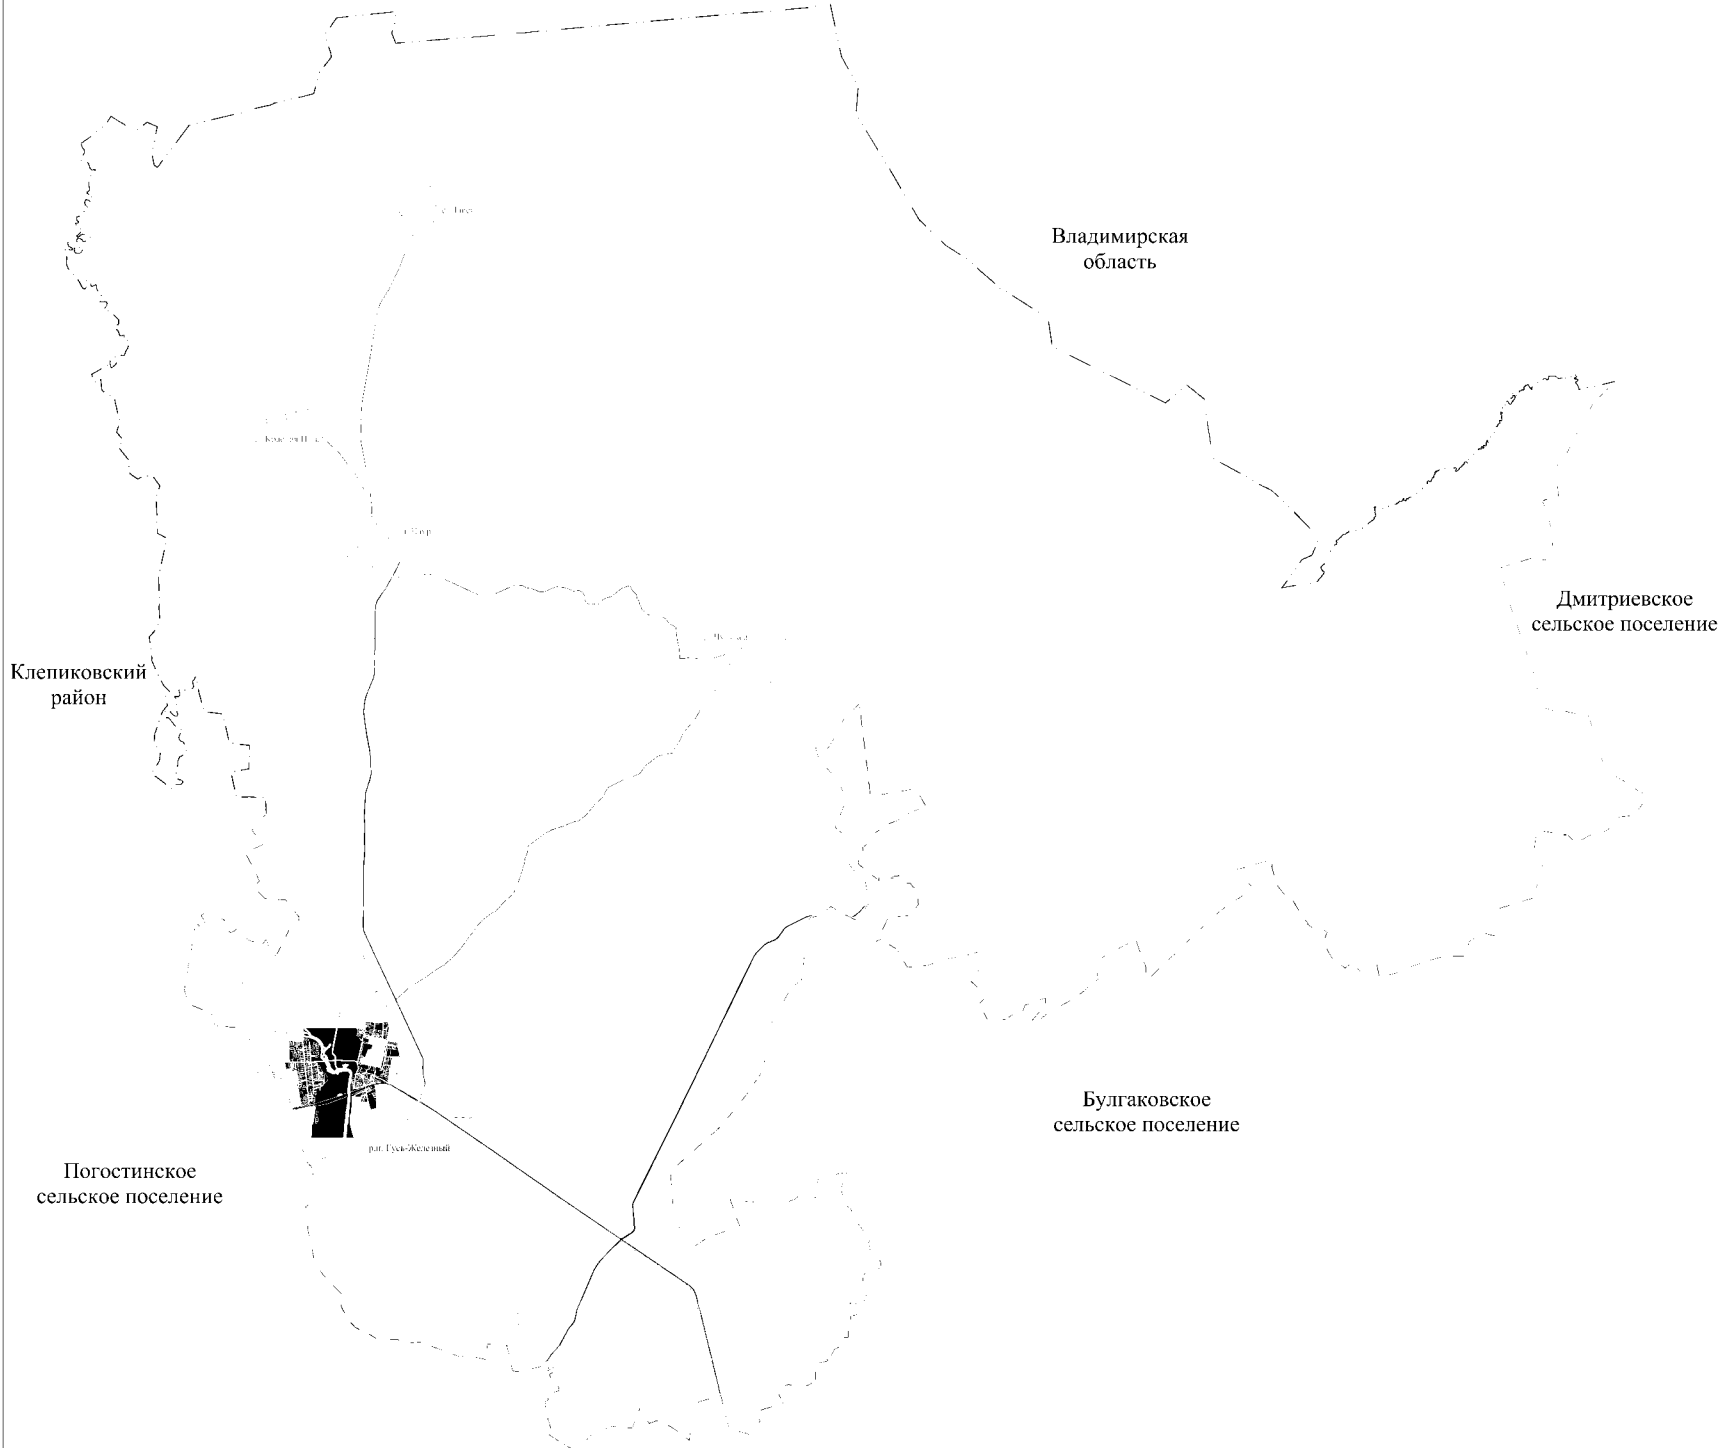 Владимирская
область
Дмитриевское
сельское поселение
Клепиковский
район
Булгаковское
сельское поселение
р.п. Гусь-Железный
Погостинское
сельское поселение